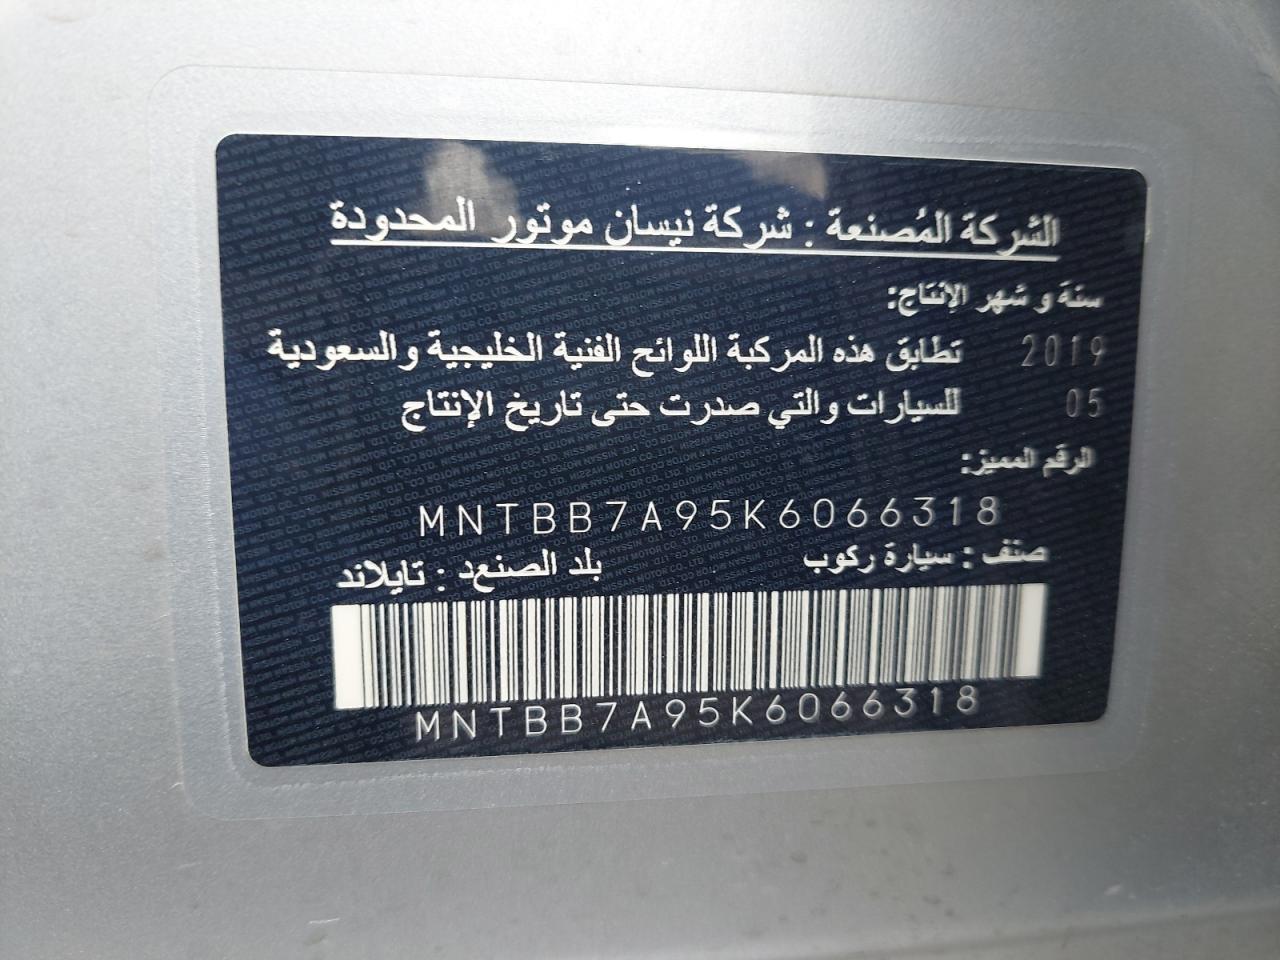 الشركة المُصنعة : شركة نيسان موتور المحدودة
سنة و شهر الإنتاج:
2019 تطابق هذه المركبة اللوائح الفنية الخليجية والسعودية
05 للسيارات والتي صدرت حتى تاريخ الإنتاج
الرقم المميز:
MNTBB7A95K6066318
صنف : سيارة ركوب بلد الصنعد : تايلاند
MNTBB7A95K6066318